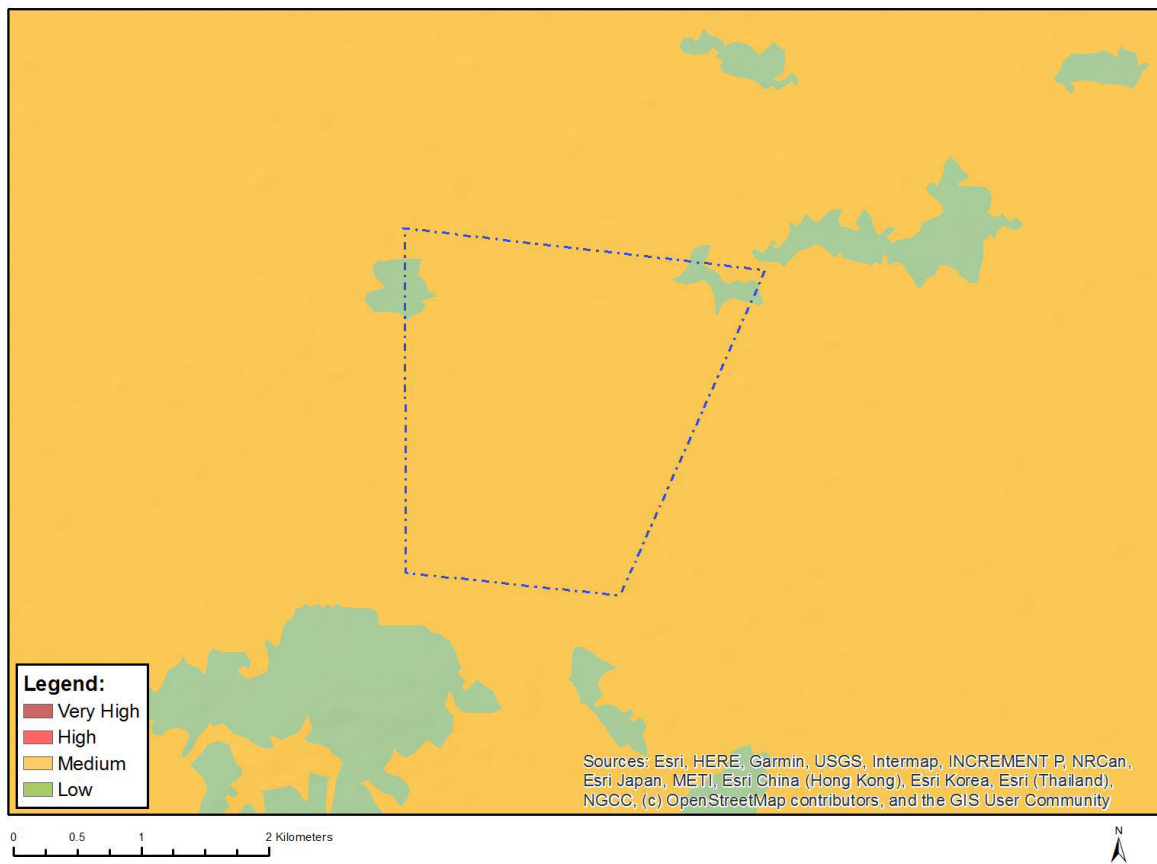 Legend:
Very High
High
Medium
Low
Sources: Esri, HERE, Garmin, USGS, Intermap, INCREMENT P, NRCan,
Esri Japan, METI, Esri China (Hong Kong), Esri Korea, Esri (Thailand),
NGCC, (c) OpenStreetMap contributors, and the GIS User Community
0 0.5 1 2 Kilometers
N